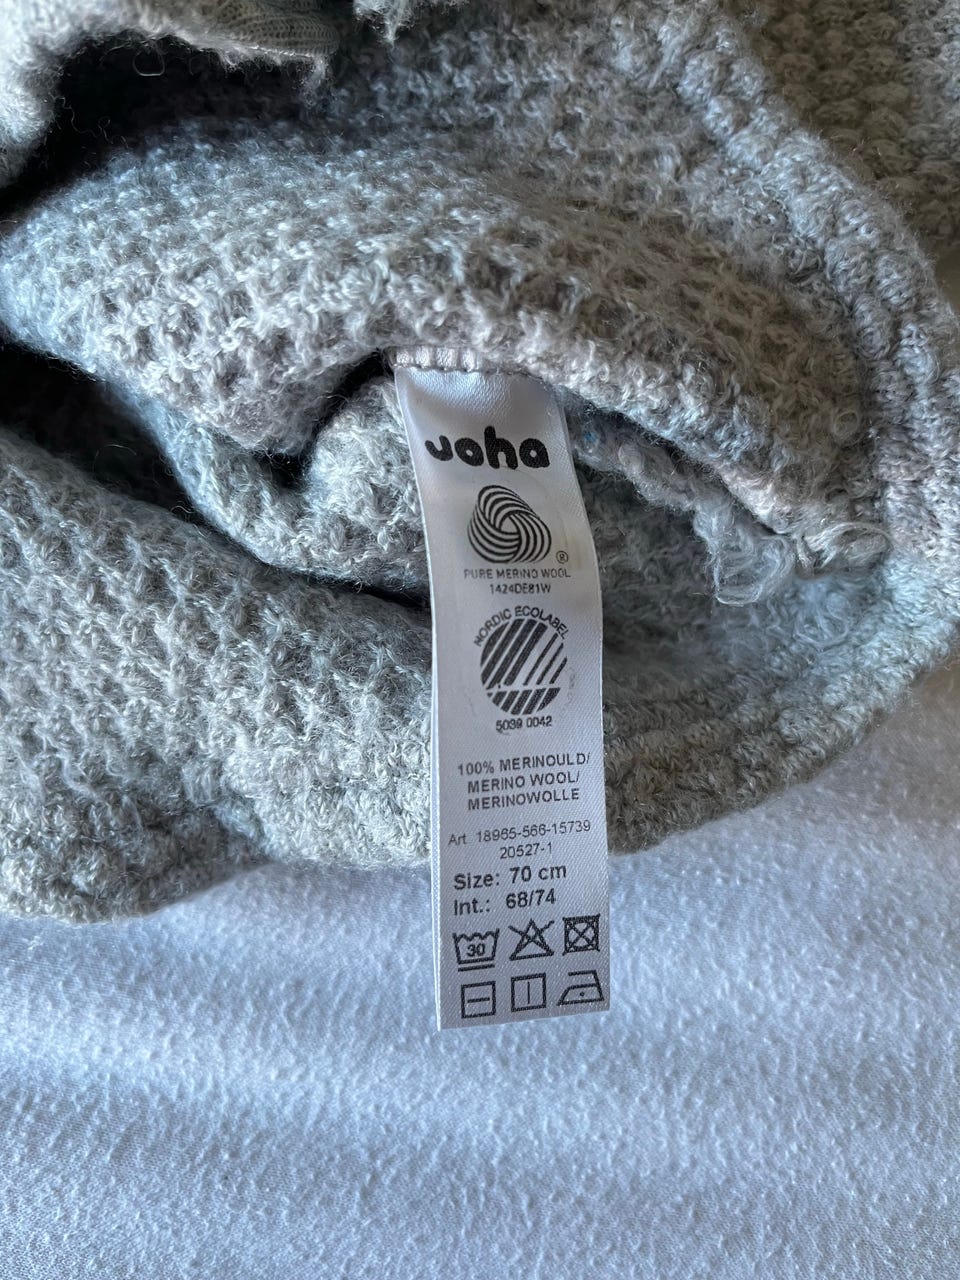 Joha
®
PURE MERINO WOOL
1424DE81W
NORDIC ECOLABEL
5039 0042
100% MERINOULD/
MERINO WOOL/
MERINOWOLLE
Art. 18965-566-15739
20527-1
Size: 70 cm
Int.: 68/74
30